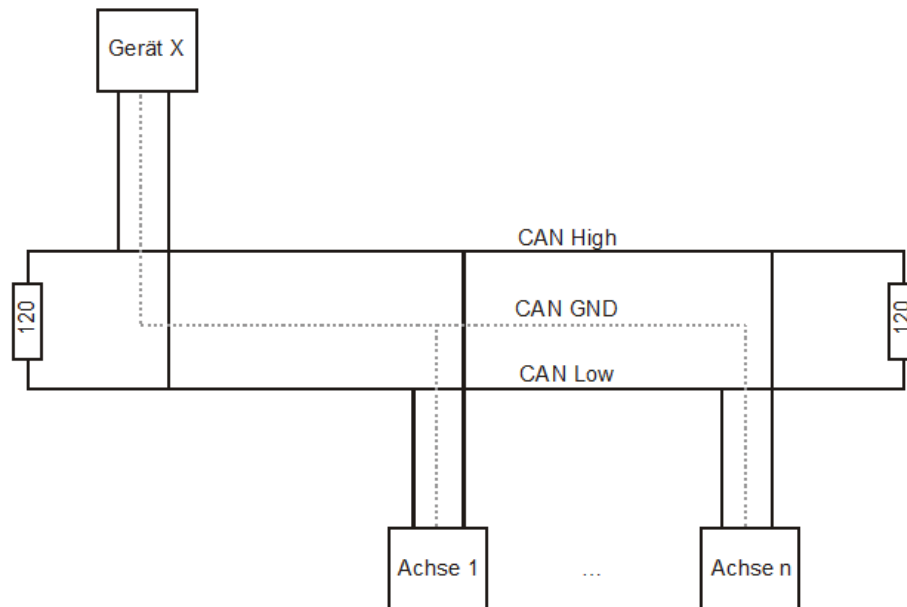 Gerät X
CAN High
120
120
CAN GND
CAN Low
Achse 1
...
Achse n